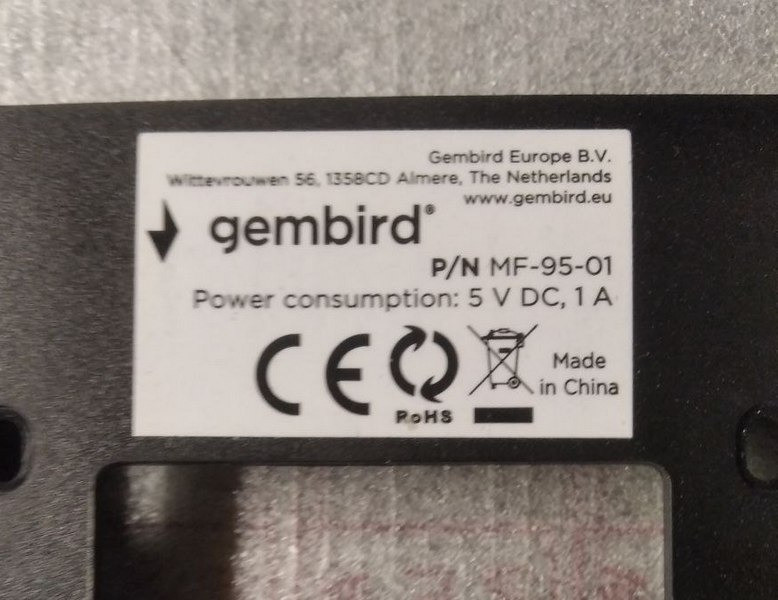 Gembird Europe B.V.
Wittevrouwen 56, 1358CD Almere, The Netherlands
www.gembird.eu
gembird®
P/N MF-95-01
Power consumption: 5 V DC, 1 A
CE
RoHS
Made
in China